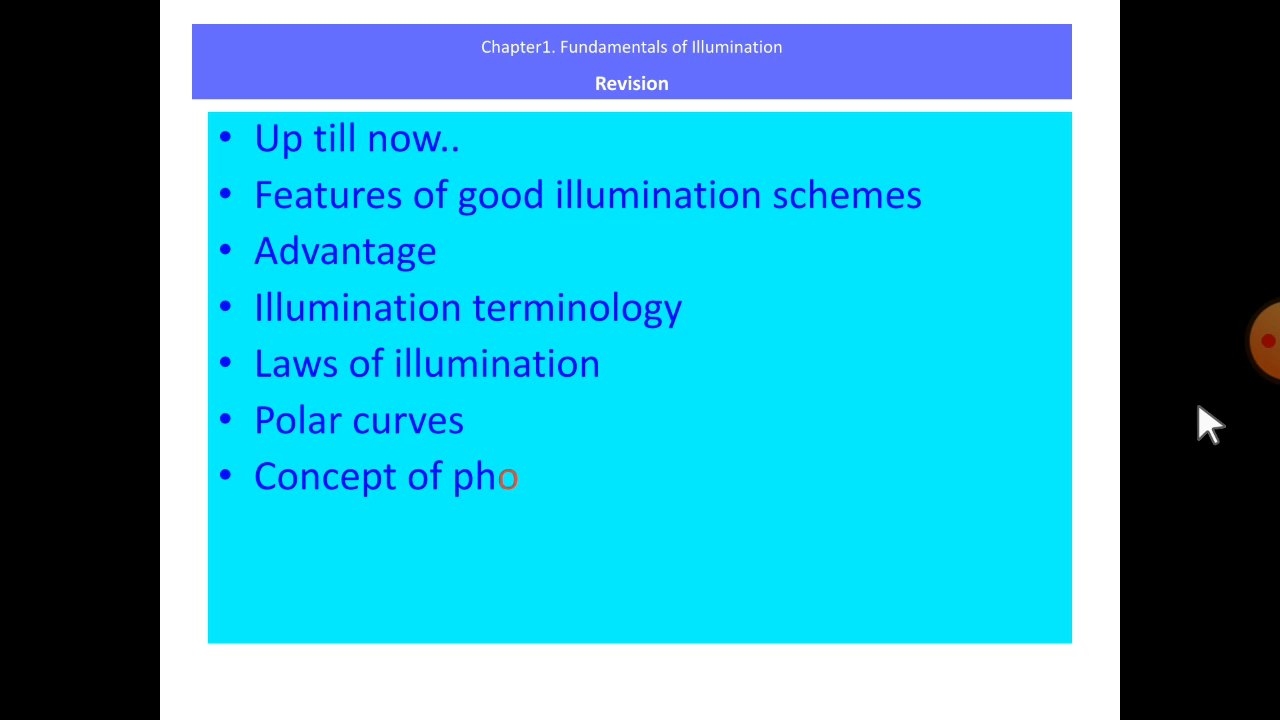 Chapter1. Fundamentals of Illumination
Revision
• Up till now..
• Features of good illumination schemes
• Advantage
• Illumination terminology
• Laws of illumination
• Polar curves
• Concept of pho